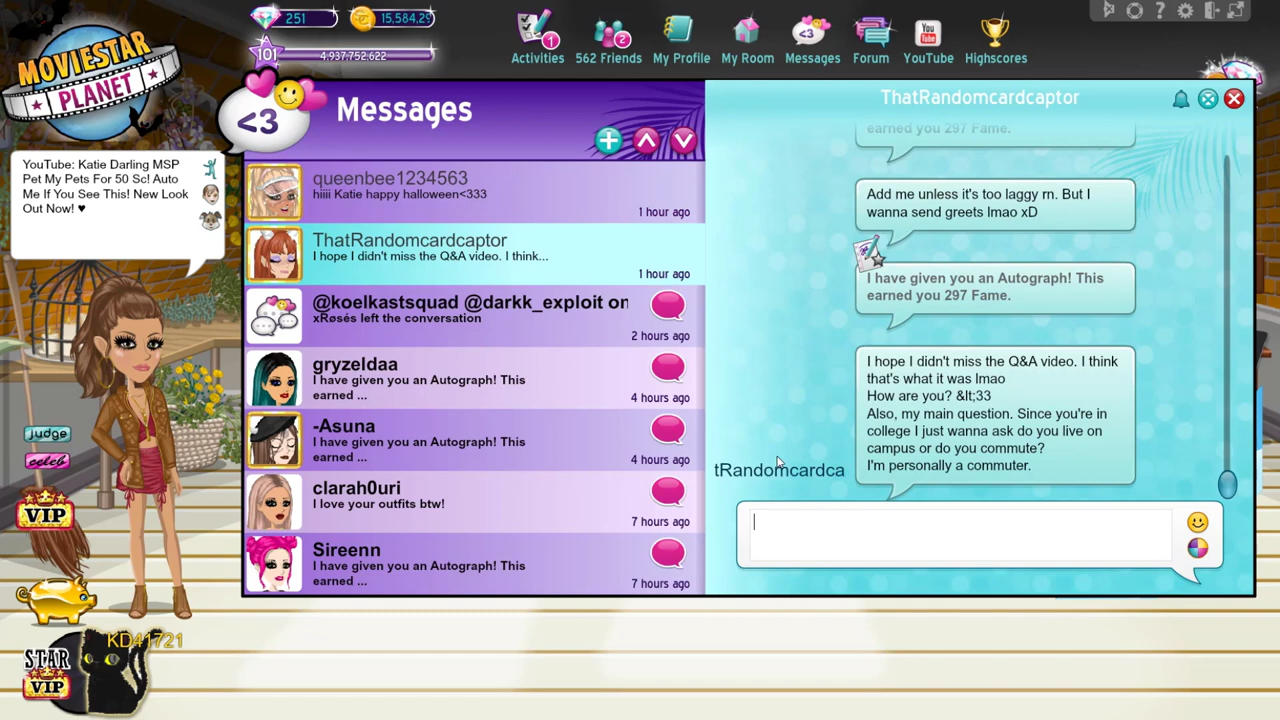 251
15,584.29
101
4.937.752.622
1
Activities
2
562 Friends
My Profile
My Room
<3
Messages
Forum
You
Tube
YouTube
Highscores
MOVIESTAR
PLANET
<3
Messages
ThatRandomcardcaptor
YouTube: Katie Darling MSP
Pet My Pets For 50 Sc! Auto
Me If You See This! New Look
Out Now! ♥
judge
celeb
VIP
KD41721
STAR
VIP
queenbee1234563
hiiii Katie happy halloween<333
1 hour ago
ThatRandomcardcaptor
I hope I didn't miss the Q&A video. I think...
1 hour ago
@koelkastsquad @darkk_exploit on
xRøsés left the conversation
2 hours ago
gryzeldaa
I have given you an Autograph! This
earned ...
4 hours ago
-Asuna
I have given you an Autograph! This
earned ...
4 hours ago
clarah0uri
I love your outfits btw!
7 hours ago
Sireenn
I have given you an Autograph! This
earned ...
7 hours ago
earned you 297 Fame.
Add me unless it's too laggy rn. But I
wanna send greets lmao xD
I have given you an Autograph! This
earned you 297 Fame.
I hope I didn't miss the Q&A video. I think
that's what it was lmao
How are you? &lt;33
Also, my main question. Since you're in
college I just wanna ask do you live on
campus or do you commute?
I'm personally a commuter.
tRandomcardca